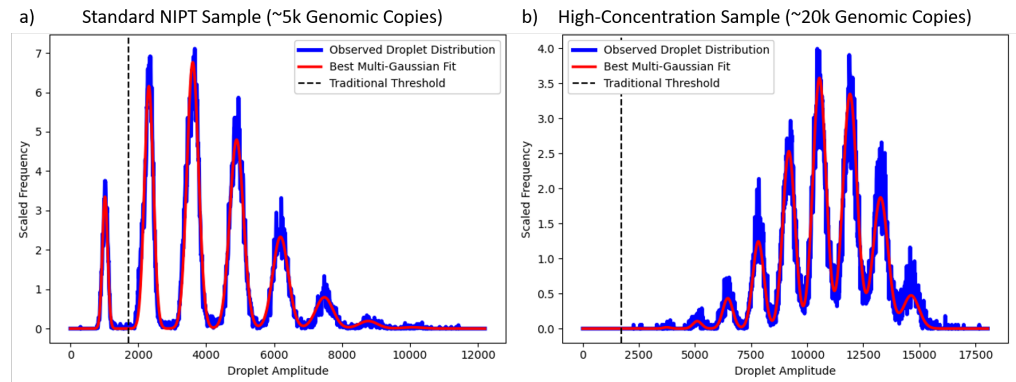 a) Standard NIPT Sample (~5k Genomic Copies)
Scaled Frequency
7
6
5
4
3
2
1
0
Observed Droplet Distribution
Best Multi-Gaussian Fit
Traditional Threshold
0 2000 4000 6000 8000 10000 12000
Droplet Amplitude
b) High-Concentration Sample (~20k Genomic Copies)
Scaled Frequency
4.0
3.5
3.0
2.5
2.0
1.5
1.0
0.5
0.0
Observed Droplet Distribution
Best Multi-Gaussian Fit
Traditional Threshold
0 2500 5000 7500 10000 12500 15000 17500
Droplet Amplitude